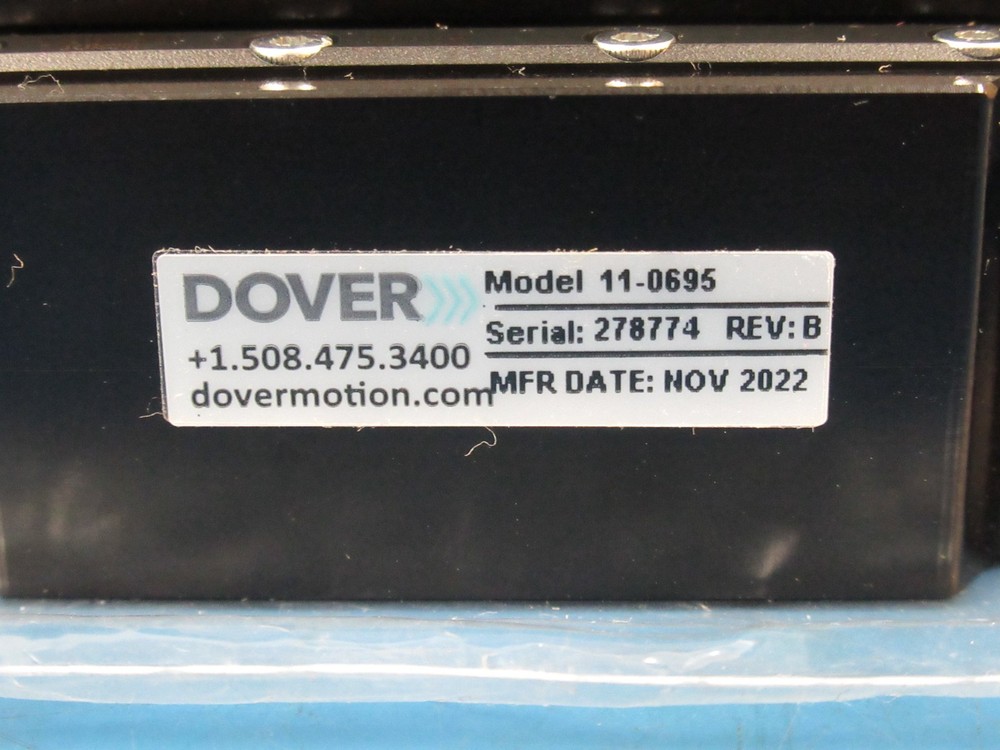 DOVER
+1.508.475.3400
dovermotion.com
Model 11-0695
Serial: 278774 REV: B
MFR DATE: NOV 2022